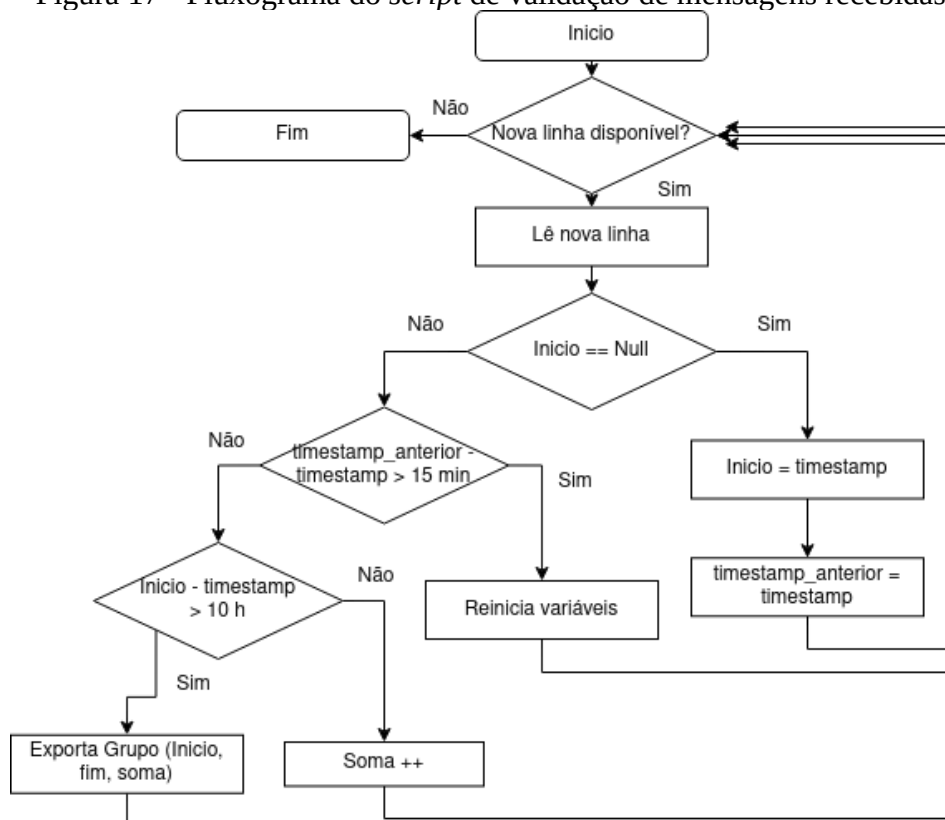 Figura 17 - Fluxograma do script de validação de mensagens recebidas
Inicio
Não
Fim
Nova linha disponível?
Sim
Lê nova linha
Não
Sim
Inicio == Null
Não
timestamp_anterior -
timestamp > 15 min
Sim
Inicio = timestamp
Inicio - timestamp
> 10 h
Não
Reinicia variáveis
timestamp_anterior =
timestamp
Sim
Exporta Grupo (Inicio,
fim, soma)
Soma ++